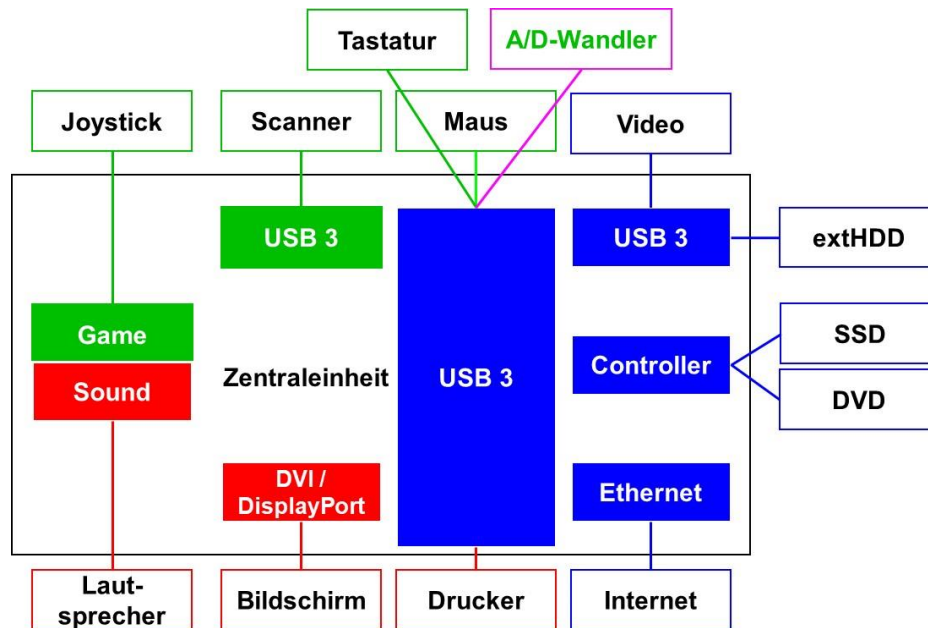 Tastatur
A/D-Wandler
Joystick
Scanner
Maus
Video
USB 3
USB 3
extHDD
Game
Sound
Zentraleinheit
USB 3
Controller
SSD
DVD
DVI /
DisplayPort
Ethernet
Laut-
sprecher
Bildschirm
Drucker
Internet